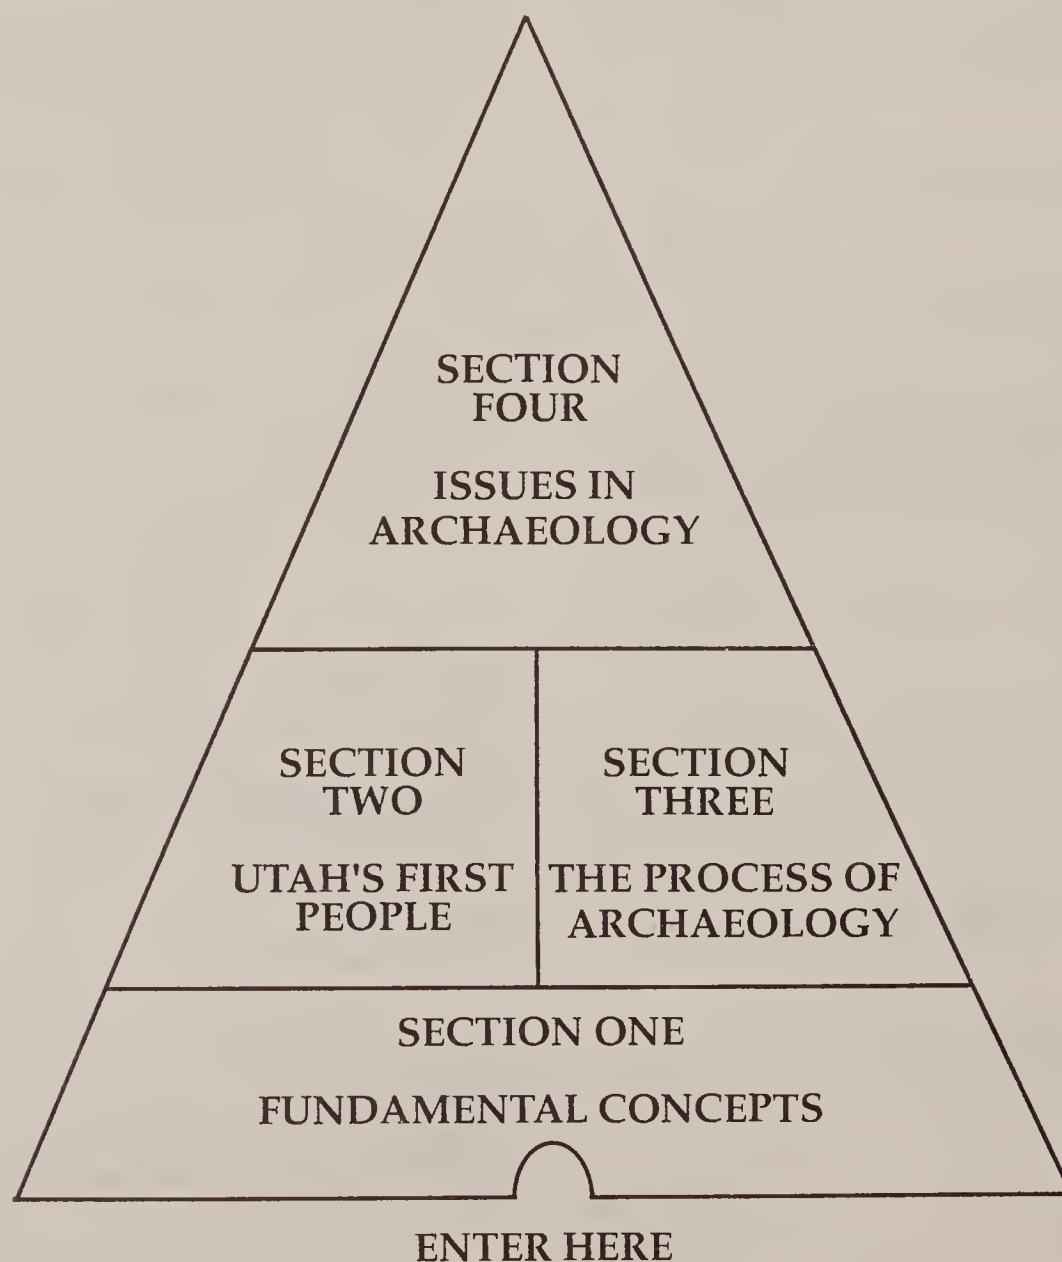 SECTION
FOUR
ISSUES IN
ARCHAEOLOGY
SECTION
TWO
UTAH'S FIRST
PEOPLE
SECTION
THREE
THE PROCESS OF
ARCHAEOLOGY
SECTION ONE
FUNDAMENTAL CONCEPTS
ENTER HERE